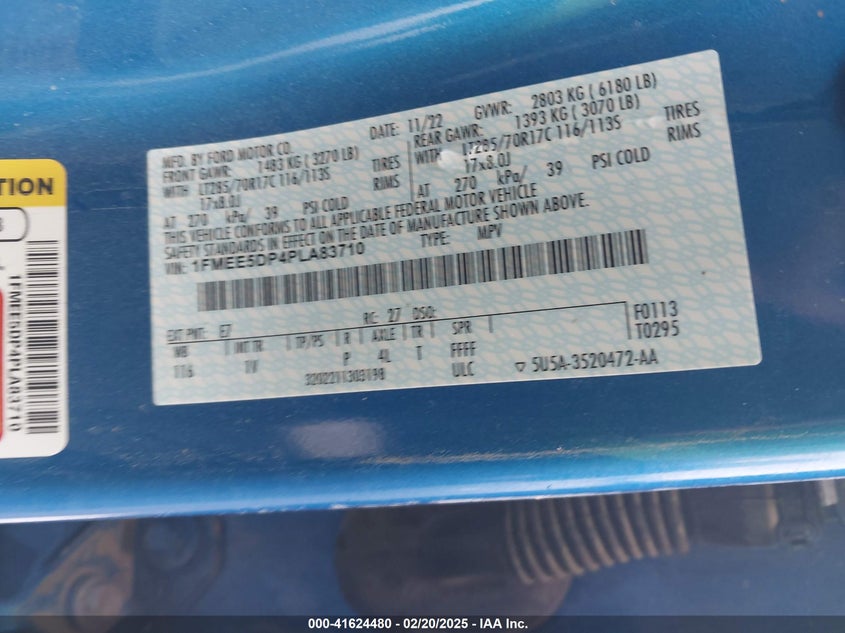 TION
1FMEE5DP4PLA83710
MFD. BY FORD MOTOR CO.
DATE: 11/22 GVWR: 2803 KG ( 6180 LB)
FRONT GAWR: 1483 KG ( 3270 LB)
REAR GAWR: 1393 KG ( 3070 LB)
WITH LT285/70R17C 116/113S TIRES
WITH LT285/70R17C 116/113S TIRES
17x8.0J RIMS
17x8.0J RIMS
AT 270 kPa/ 39 PSI COLD
AT 270 kPa/ 39 PSI COLD
THIS VEHICLE CONFORMS TO ALL APPLICABLE FEDERAL MOTOR VEHICLE
SAFETY STANDARDS IN EFFECT ON THE DATE OF MANUFACTURE SHOWN ABOVE.
VIN: 1FMEE5DP4PLA83710 TYPE: MPV
EXT PNT: E7 RC: 27 DSO: F0113
WB INT TR TP/PS R AXLE TR SPR T0295
116 TV P 4L T FFFF
ULC ▽ 5U5A-3520472-AA
000-41624480 - 02/20/2025 - IAA Inc.